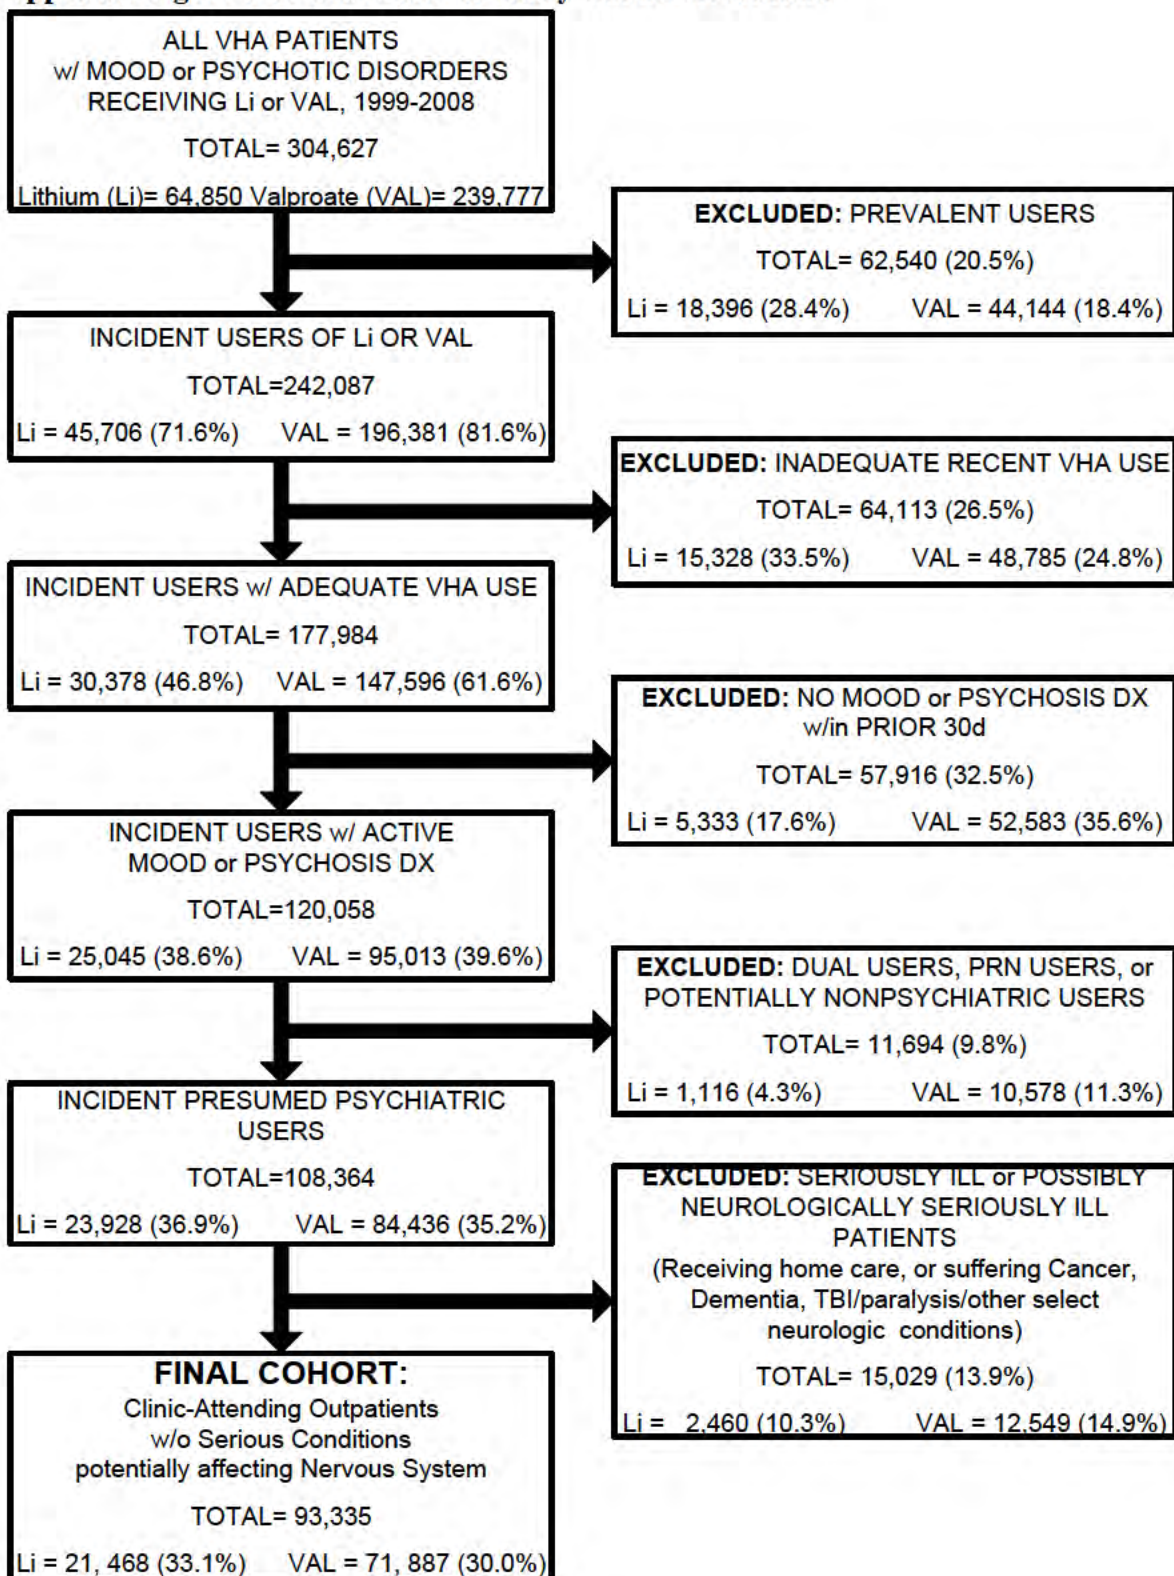 ALL VHA PATIENTS
w/ MOOD or PSYCHOTIC DISORDERS
RECEIVING Li or VAL, 1999-2008
TOTAL= 304,627
Lithium (Li)= 64,850 Valproate (VAL)= 239,777
EXCLUDED: PREVALENT USERS
TOTAL= 62,540 (20.5%)
Li = 18,396 (28.4%) VAL = 44,144 (18.4%)
INCIDENT USERS OF Li OR VAL
TOTAL=242,087
Li = 45,706 (71.6%) VAL = 196,381 (81.6%)
EXCLUDED: INADEQUATE RECENT VHA USE
TOTAL= 64,113 (26.5%)
Li = 15,328 (33.5%) VAL = 48,785 (24.8%)
INCIDENT USERS w/ ADEQUATE VHA USE
TOTAL= 177,984
Li = 30,378 (46.8%) VAL = 147,596 (61.6%)
EXCLUDED: NO MOOD or PSYCHOSIS DX
w/in PRIOR 30d
TOTAL= 57,916 (32.5%)
Li = 5,333 (17.6%) VAL = 52,583 (35.6%)
INCIDENT USERS w/ ACTIVE
MOOD or PSYCHOSIS DX
TOTAL=120,058
Li = 25,045 (38.6%) VAL = 95,013 (39.6%)
EXCLUDED: DUAL USERS, PRN USERS, or
POTENTIALLY NONPSYCHIATRIC USERS
TOTAL= 11,694 (9.8%)
Li = 1,116 (4.3%) VAL = 10,578 (11.3%)
INCIDENT PRESUMED PSYCHIATRIC
USERS
TOTAL=108,364
Li = 23,928 (36.9%) VAL = 84,436 (35.2%)
EXCLUDED: SERIOUSLY ILL or POSSIBLY
NEUROLOGICALLY SERIOUSLY ILL
PATIENTS
(Receiving home care, or suffering Cancer,
Dementia, TBI/paralysis/other select
neurologic conditions)
TOTAL= 15,029 (13.9%)
Li = 2,460 (10.3%) VAL = 12,549 (14.9%)
FINAL COHORT:
Clinic-Attending Outpatients
w/o Serious Conditions
potentially affecting Nervous System
TOTAL= 93,335
Li = 21, 468 (33.1%) VAL = 71, 887 (30.0%)